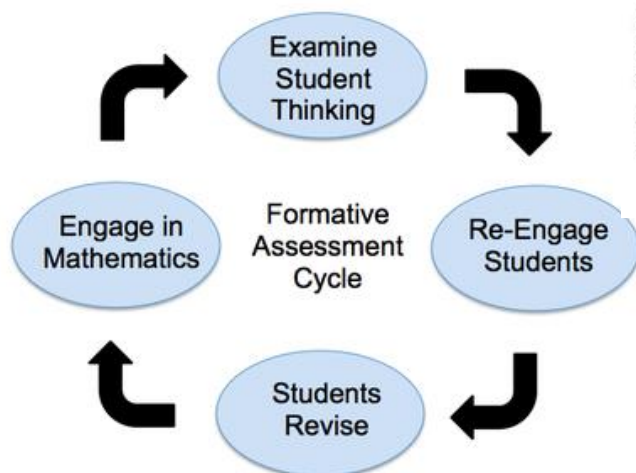 Examine
Student
Thinking
Engage in
Mathematics
Formative
Assessment
Cycle
Re-Engage
Students
Students
Revise